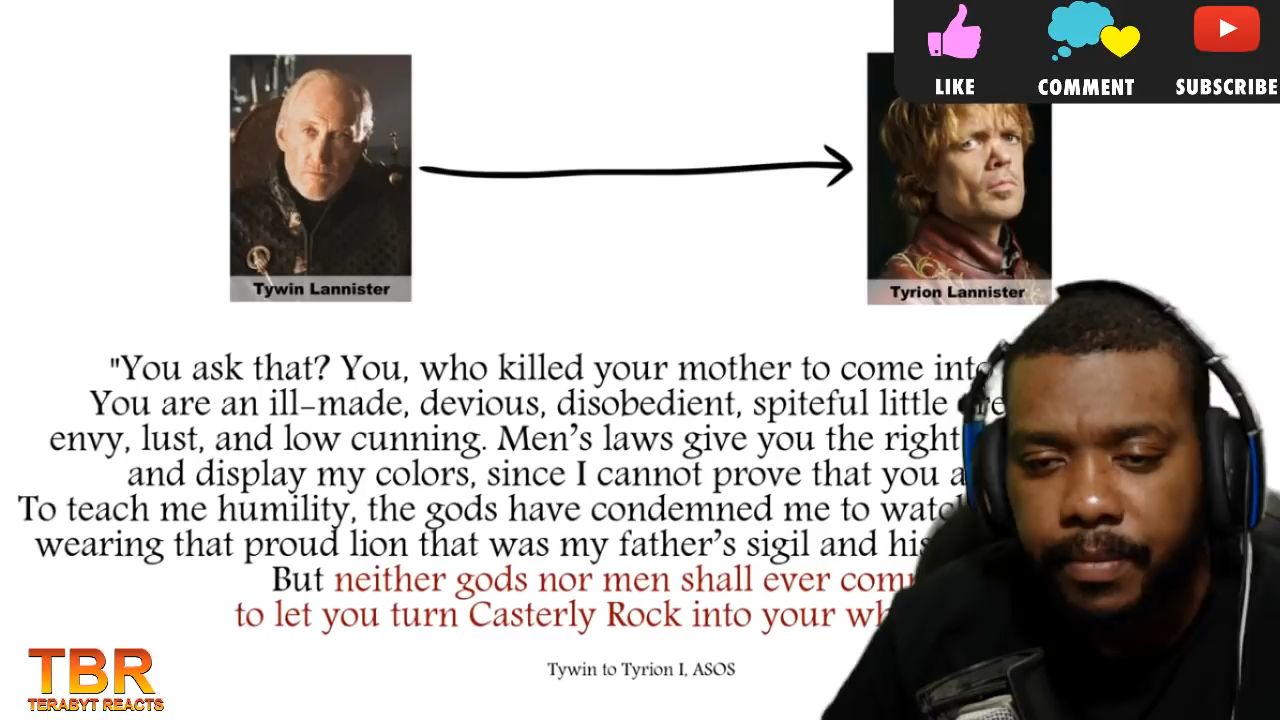 LIKE
COMMENT
SUBSCRIBE
Tywin Lannister
Tyrion Lannister
"You ask that? You, who killed your mother to come into
You are an ill-made, devious, disobedient, spiteful little
envy, lust, and low cunning. Men's laws give you the right
and display my colors, since I cannot prove that you
To teach me humility, the gods have condemned me to
wearing that proud lion that was my father's sigil and his
But neither gods nor men shall ever
to let you turn Casterly Rock into your
Tywin to Tyrion I, ASOS
TBR
TERABYT REACTS